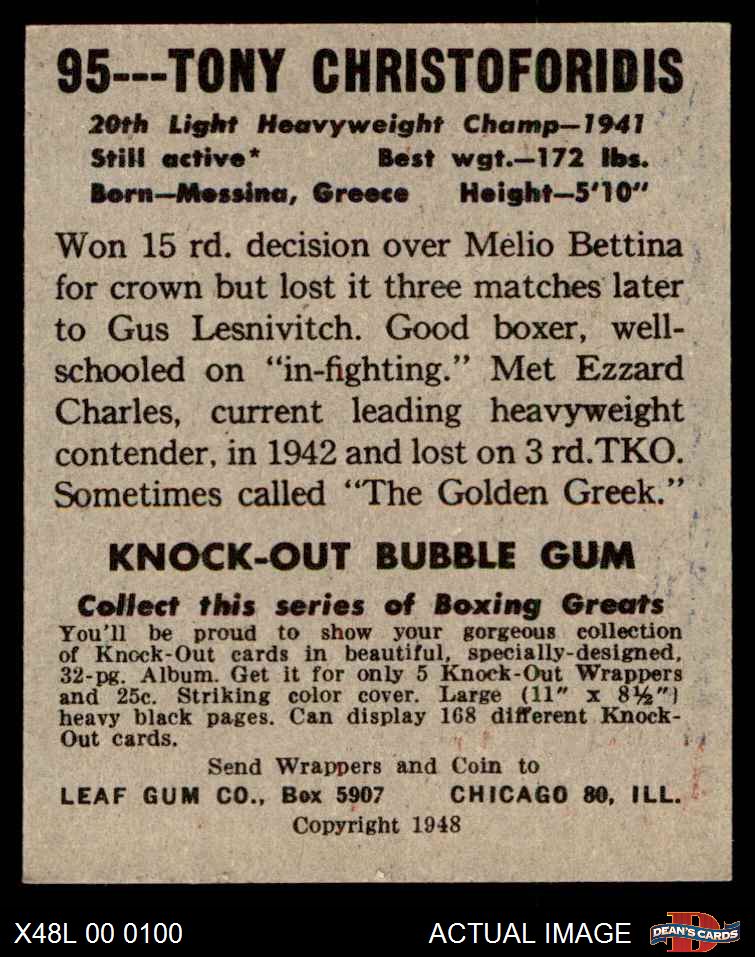 95---TONY CHRISTOFORIDIS
20th Light Heavyweight Champ—1941
Still active* Best wgt.—172 lbs.
Born—Messina, Greece Height—5'10"
Won 15 rd. decision over Melio Bettina
for crown but lost it three matches later
to Gus Lesnivitch. Good boxer, well-
schooled on "in-fighting." Met Ezzard
Charles, current leading heavyweight
contender, in 1942 and lost on 3 rd.TKO.
Sometimes called "The Golden Greek."
KNOCK-OUT BUBBLE GUM
Collect this series of Boxing Greats
You'll be proud to show your gorgeous collection
of Knock-Out cards in beautiful, specially-designed,
32-pg. Album. Get it for only 5 Knock-Out Wrappers
and 25c. Striking color cover. Large (11" x 8½")
heavy black pages. Can display 168 different Knock-
Out cards.
Send Wrappers and Coin to
LEAF GUM CO., Box 5907 CHICAGO 80, ILL.
Copyright 1948
X48L 00 0100 ACTUAL IMAGE DEAN'S CARDS